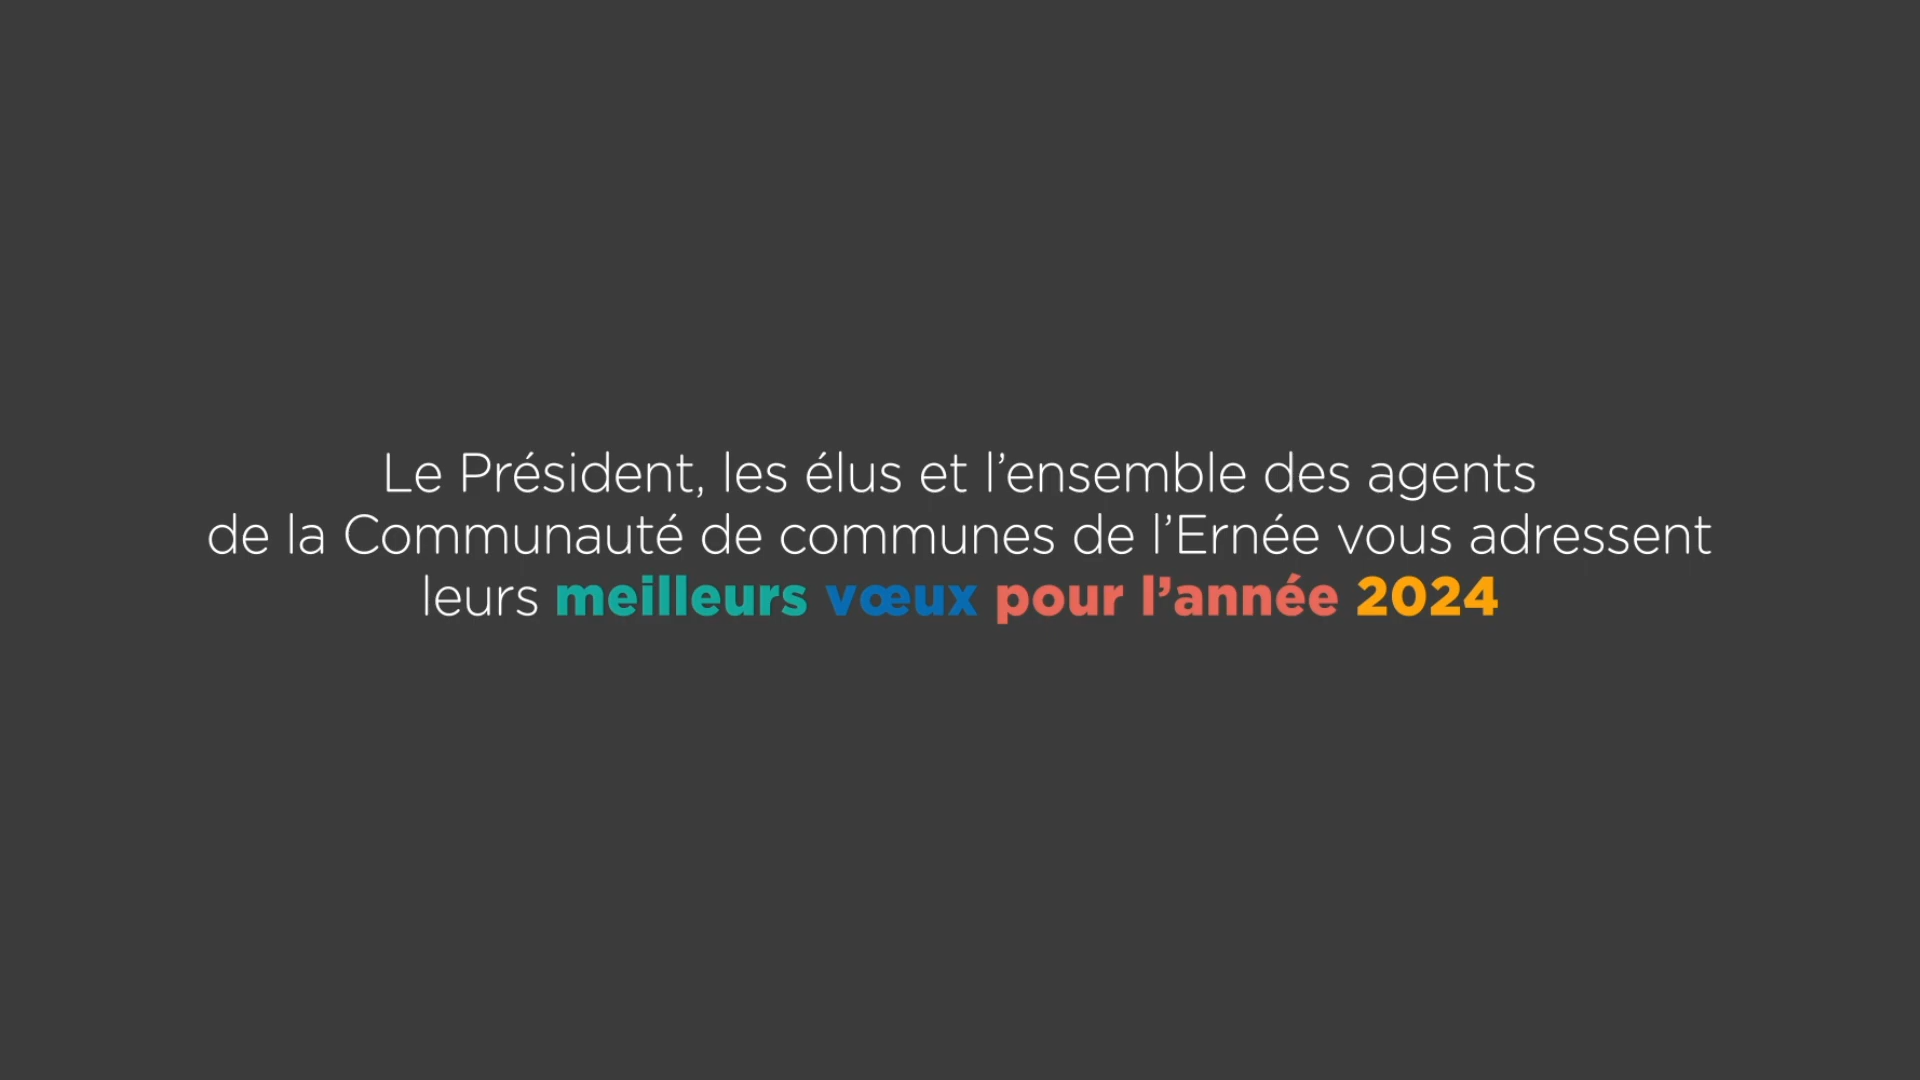 Le Président, les élus et l’ensemble des agents
de la Communauté de communes de l’Ernée vous adressent
leurs meilleurs vœux pour l’année 2024